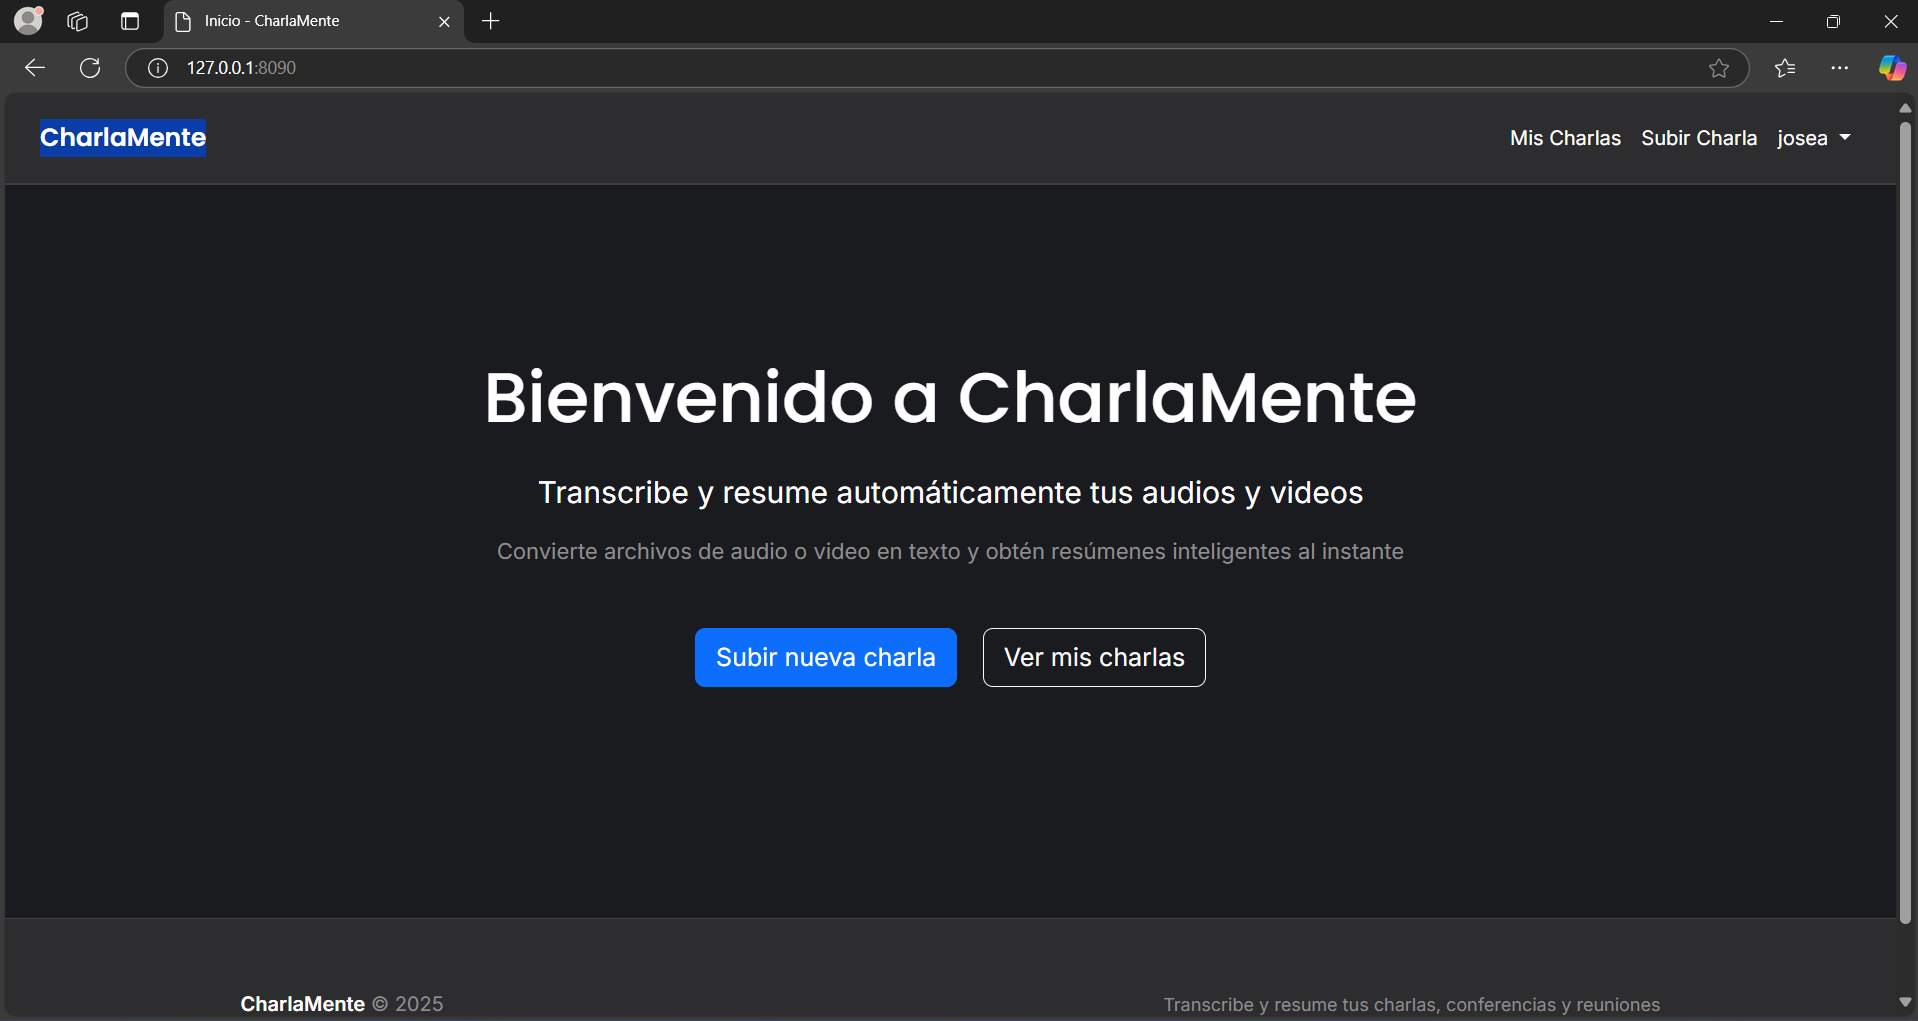 Inicio - CharlaMente
127.0.0.1:8090
CharlaMente
Mis Charlas Subir Charla josea
Bienvenido a CharlaMente
Transcribe y resume automáticamente tus audios y videos
Convierte archivos de audio o video en texto y obtén resúmenes inteligentes al instante
Subir nueva charla Ver mis charlas
CharlaMente © 2025 Transcribe y resume tus charlas, conferencias y reuniones